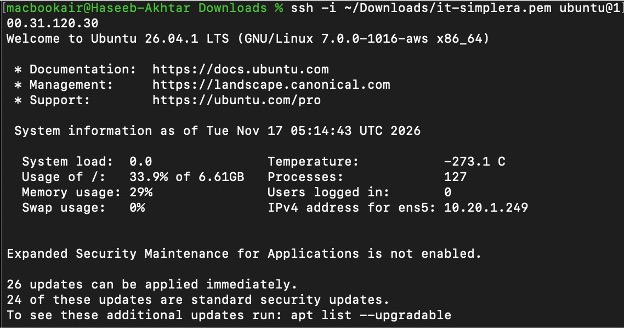 macbookair@Haseeb-Akhtar Downloads % ssh -i ~/Downloads/it-simplera.pem ubuntu@1
00.31.120.30
Welcome to Ubuntu 26.04.1 LTS (GNU/Linux 7.0.0-1016-aws x86_64)

 * Documentation:  https://docs.ubuntu.com
 * Management:     https://landscape.canonical.com
 * Support:        https://ubuntu.com/pro

 System information as of Tue Nov 17 05:14:43 UTC 2026

  System load:  0.0               Temperature:           -273.1 C
  Usage of /:   33.9% of 6.61GB   Processes:             127
  Memory usage: 29%               Users logged in:       0
  Swap usage:   0%                IPv4 address for ens5: 10.20.1.249

Expanded Security Maintenance for Applications is not enabled.

26 updates can be applied immediately.
24 of these updates are standard security updates.
To see these additional updates run: apt list --upgradable